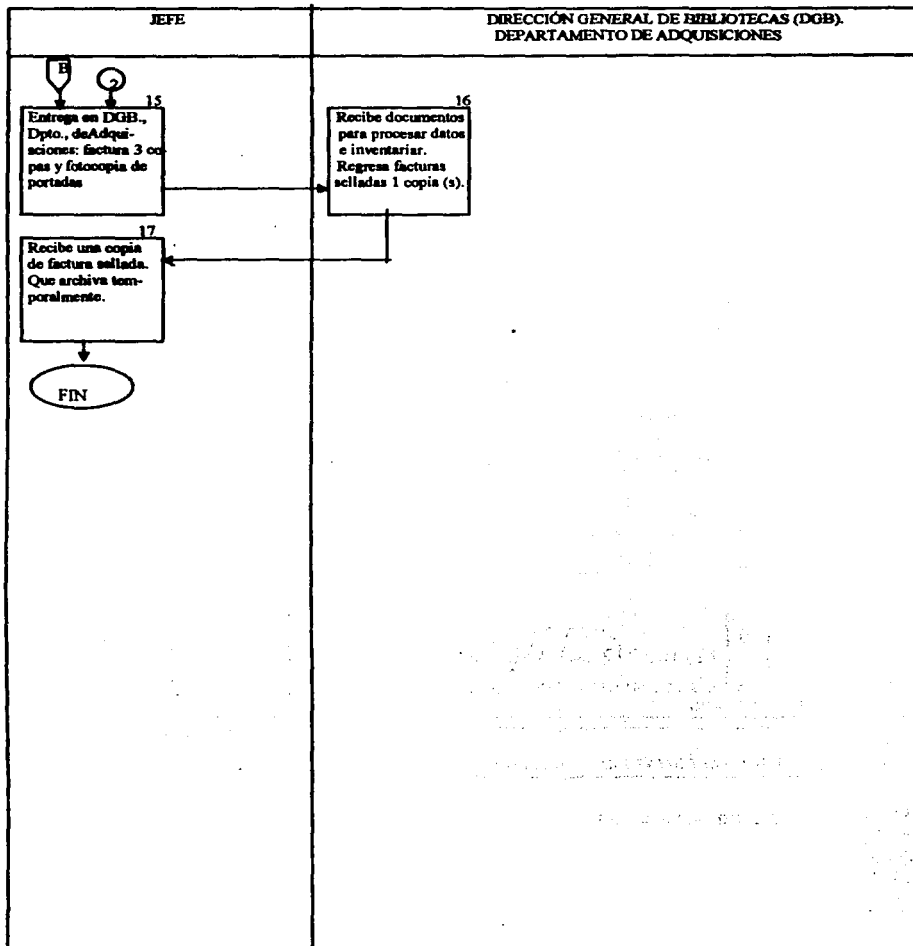 JEFE
DIRECCIÓN GENERAL DE BIBLIOTECAS (DGB).
DEPARTAMENTO DE ADQUISICIONES
B
2
15
Entrega en DGB.,
Dpto., deAdqui-
siciones: factura 3 co
pas y fotocopia de
portadas
16
Recibe documentos
para procesar datos
e inventariar.
Regresa facturas
selladas 1 copia (s).
17
Recibe una copia
de factura sellada.
Que archiva tem-
poralmente.
FIN